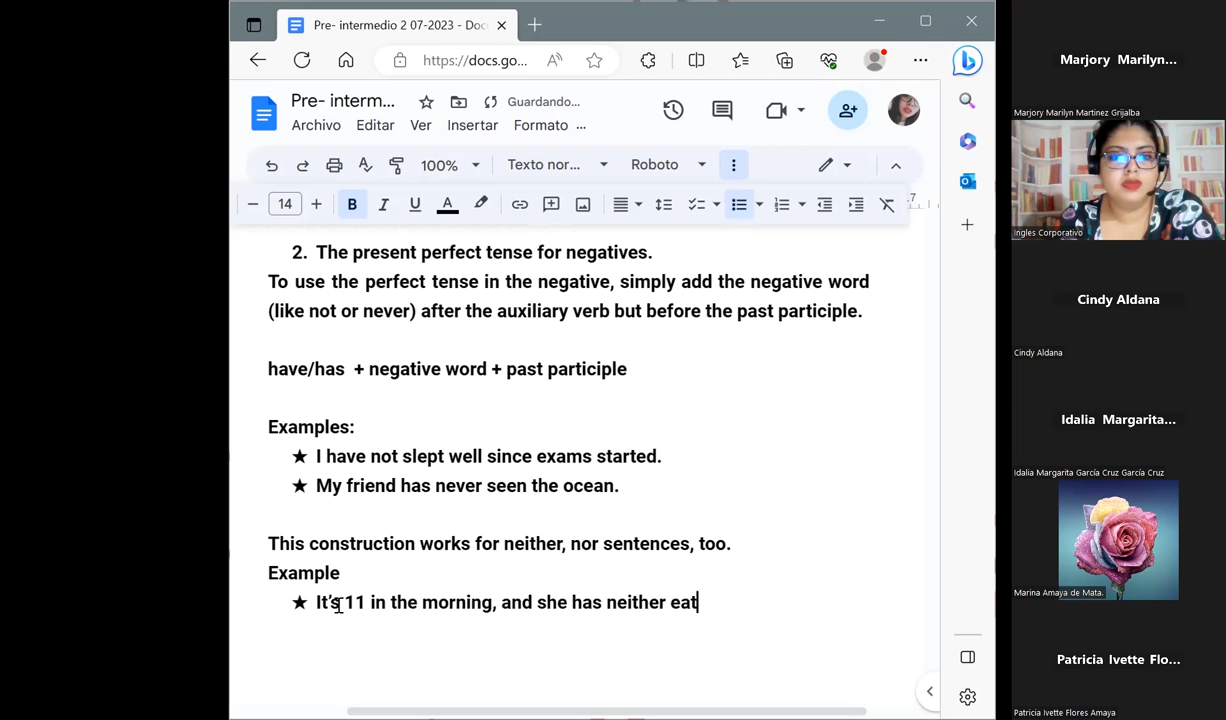 Pre- intermedio 2 07-2023 - Doc
https://docs.go...
Pre- interm...
Guardando...
Archivo Editar Ver Insertar Formato ...
100% Texto nor... Roboto
14
7
2. The present perfect tense for negatives.
To use the perfect tense in the negative, simply add the negative word
(like not or never) after the auxiliary verb but before the past participle.
have/has + negative word + past participle
Examples:
★ I have not slept well since exams started.
★ My friend has never seen the ocean.
This construction works for neither, nor sentences, too.
Example
★ It's 11 in the morning, and she has neither eat
Marjory Marilyn...
Marjory Marilyn Martinez Grijalba
Ingles Corporativo
Cindy Aldana
Cindy Aldana
Idalia Margarita...
Idalia Margarita García Cruz García Cruz
Marina Amaya de Mata.
Patricia Ivette Flo...
Patricia Ivette Flores Amaya